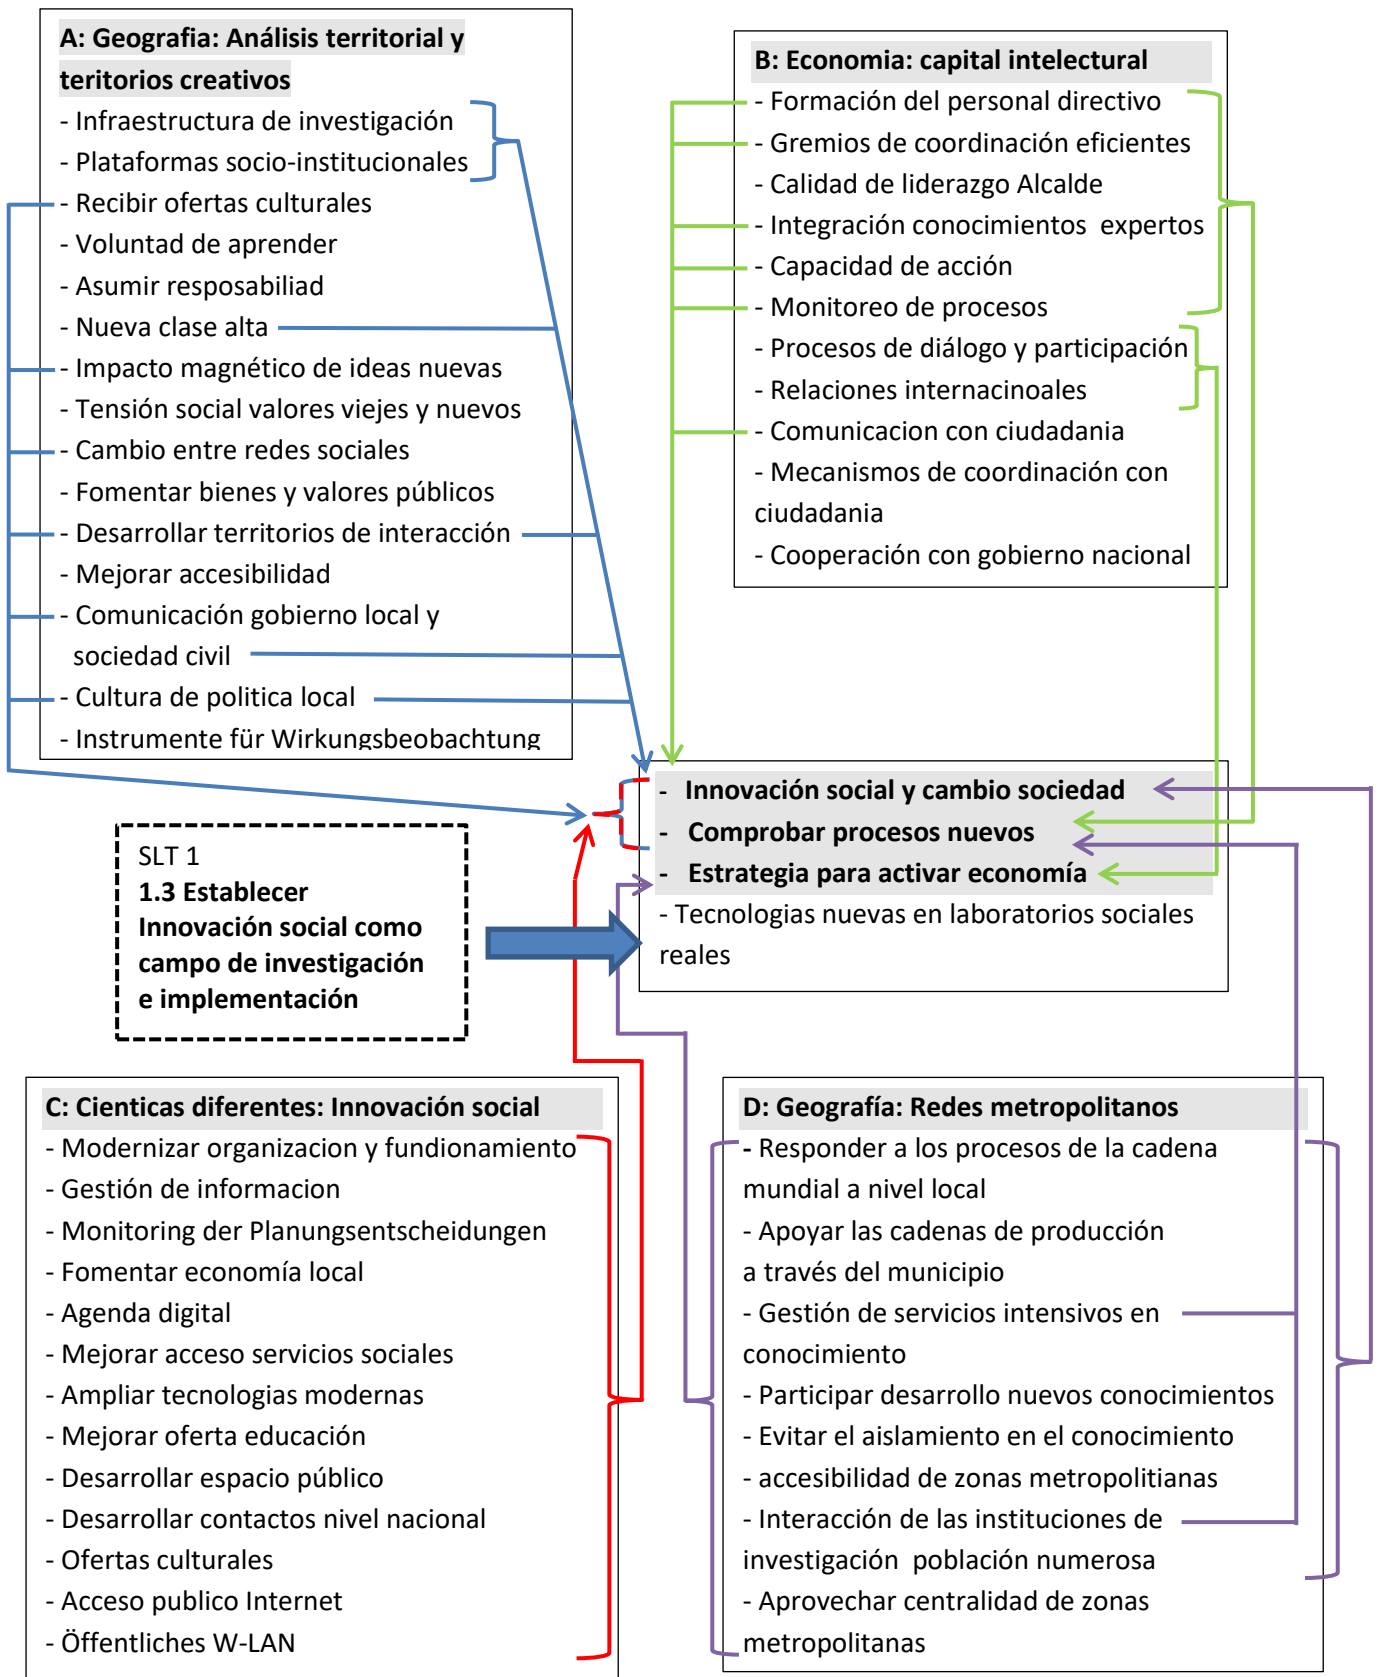 A: Geografia: Análisis territorial y
teritorios creativos
- Infraestructura de investigación
- Plataformas socio-institucionales
- Recibir ofertas culturales
- Voluntad de aprender
- Asumir resposabiliad
- Nueva clase alta
- Impacto magnético de ideas nuevas
- Tensión social valores viejes y nuevos
- Cambio entre redes sociales
- Fomentar bienes y valores públicos
- Desarrollar territorios de interacción
- Mejorar accesibilidad
- Comunicación gobierno local y
sociedad civil
- Cultura de politica local
- Instrumente für Wirkungsbeobachtung
B: Economia: capital intelectural
- Formación del personal directivo
- Gremios de coordinación eficientes
- Calidad de liderazgo Alcalde
- Integración conocimientos expertos
- Capacidad de acción
- Monitoreo de procesos
- Procesos de diálogo y participación
- Relaciones internacinoales
- Comunicacion con ciudadania
- Mecanismos de coordinación con
ciudadania
- Cooperación con gobierno nacional
- Innovación social y cambio sociedad
- Comprobar procesos nuevos
- Estrategia para activar economía
- Tecnologias nuevas en laboratorios sociales
reales
SLT 1
1.3 Establecer
Innovación social como
campo de investigación
e implementación
C: Cienticas diferentes: Innovación social
- Modernizar organizacion y fundionamiento
- Gestión de informacion
- Monitoring der Planungsentscheidungen
- Fomentar economía local
- Agenda digital
- Mejorar acceso servicios sociales
- Ampliar tecnologias modernas
- Mejorar oferta educación
- Desarrollar espacio público
- Desarrollar contactos nivel nacional
- Ofertas culturales
- Acceso publico Internet
- Öffentliches W-LAN
D: Geografía: Redes metropolitanos
- Responder a los procesos de la cadena
mundial a nivel local
- Apoyar las cadenas de producción
a través del municipio
- Gestión de servicios intensivos en
conocimiento
- Participar desarrollo nuevos conocimientos
- Evitar el aislamiento en el conocimiento
- accesibilidad de zonas metropolitianas
- Interacción de las instituciones de
investigación población numerosa
- Aprovechar centralidad de zonas
metropolitanas